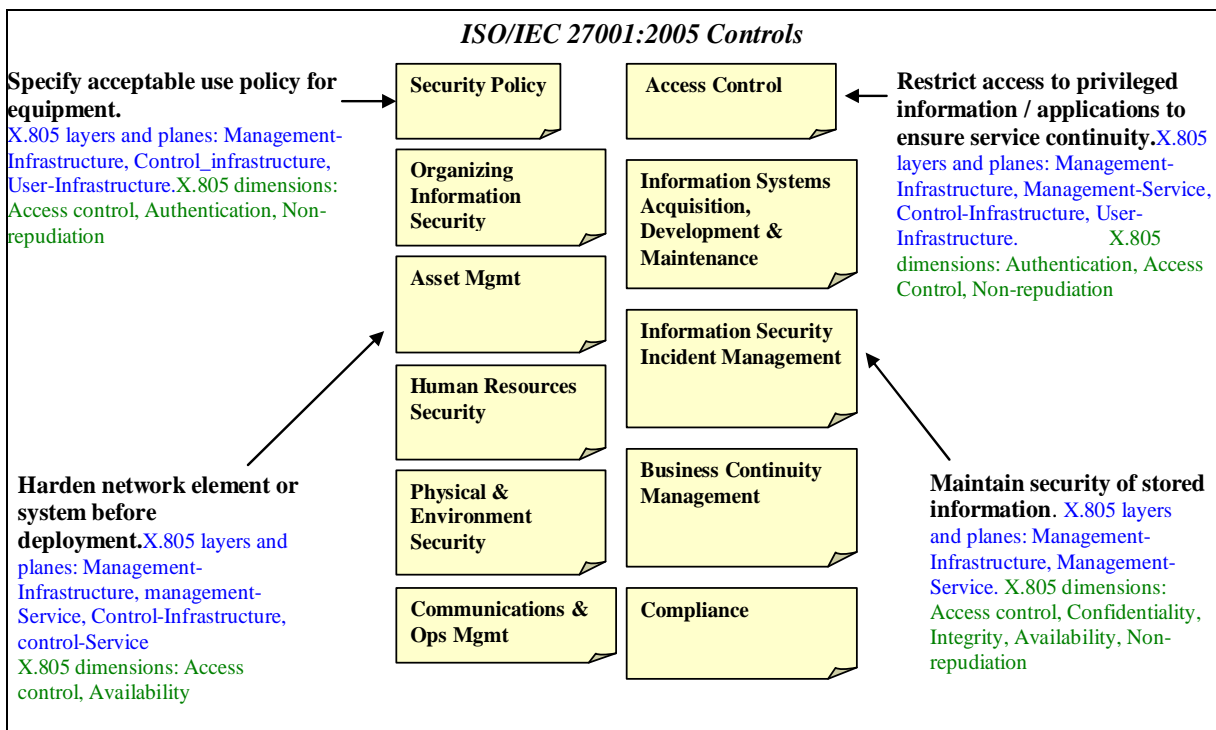 ISO/IEC 27001:2005 Controls
Specify acceptable use policy for
equipment.
X.805 layers and planes: Management-
Infrastructure, Control_infrastructure,
User-Infrastructure.X.805 dimensions:
Access control, Authentication, Non-
repudiation
Harden network element or
system before
deployment.X.805 layers and
planes: Management-
Infrastructure, management-
Service, Control-Infrastructure,
control-Service
X.805 dimensions: Access
control, Availability
Security Policy
Organizing
Information
Security
Asset Mgmt
Human Resources
Security
Physical &
Environment
Security
Communications &
Ops Mgmt
Access Control
Information Systems
Acquisition,
Development &
Maintenance
Information Security
Incident Management
Business Continuity
Management
Compliance
Restrict access to privileged
information / applications to
ensure service continuity.X.805
layers and planes: Management-
Infrastructure, Management-Service,
Control-Infrastructure, User-
Infrastructure. X.805
dimensions: Authentication, Access
Control, Non-repudiation
Maintain security of stored
information. X.805 layers
and planes: Management-
Infrastructure, Management-
Service. X.805 dimensions:
Access control, Confidentiality,
Integrity, Availability, Non-
repudiation